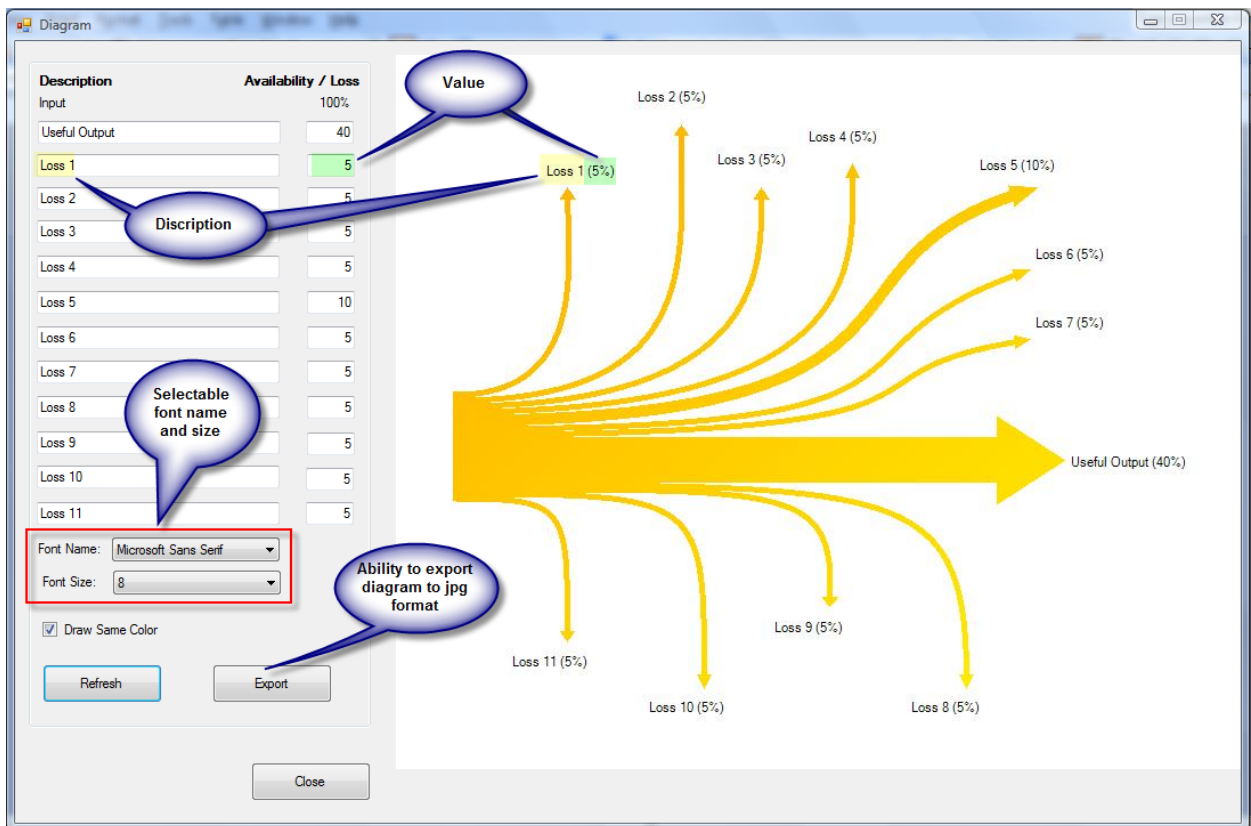 Diagram
Description Availability / Loss
Input 100%
Useful Output 40
Loss 1 5
Loss 2 5
Loss 3 5
Loss 4 5
Loss 5 10
Loss 6 5
Loss 7 5
Loss 8 5
Loss 9 5
Loss 10 5
Loss 11 5
Font Name: Microsoft Sans Serif
Font Size: 8
Draw Same Color
Refresh Export
Close
Value
Discription
Selectable
font name
and size
Ability to export
diagram to jpg
format
Loss 1 (5%)
Loss 2 (5%)
Loss 3 (5%)
Loss 4 (5%)
Loss 5 (10%)
Loss 6 (5%)
Loss 7 (5%)
Useful Output (40%)
Loss 11 (5%)
Loss 10 (5%)
Loss 9 (5%)
Loss 8 (5%)